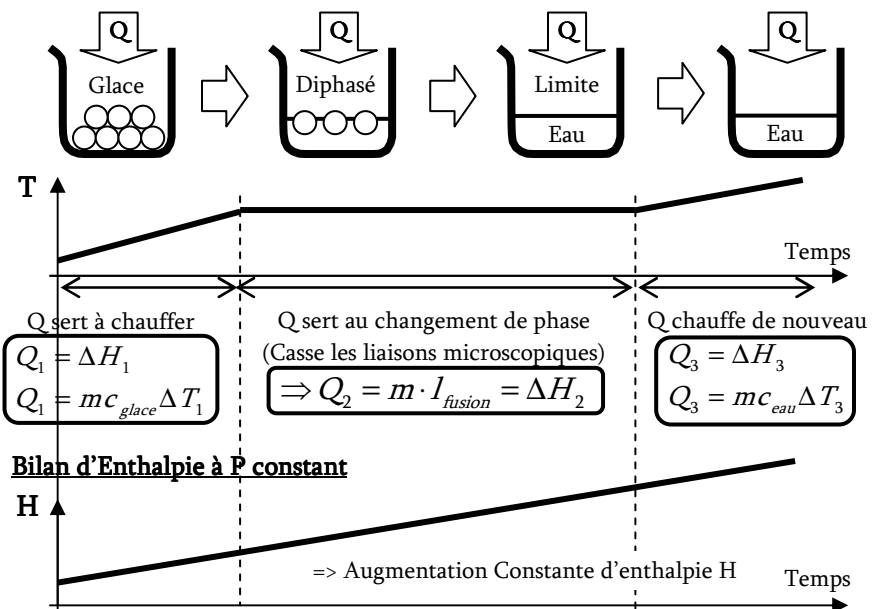 Q Q Q Q
Glace Diphasé Limite
Eau Eau
T
Temps
Q sert à chauffer
Q₁ = ΔH₁
Q₁ = mc_glace ΔT₁
Q sert au changement de phase
(Casse les liaisons microscopiques)
⇒ Q₂ = m · l_fusion = ΔH₂
Q chauffe de nouveau
Q₃ = ΔH₃
Q₃ = mc_eau ΔT₃
Bilan d'Enthalpie à P constant
H
=> Augmentation Constante d'enthalpie H
Temps